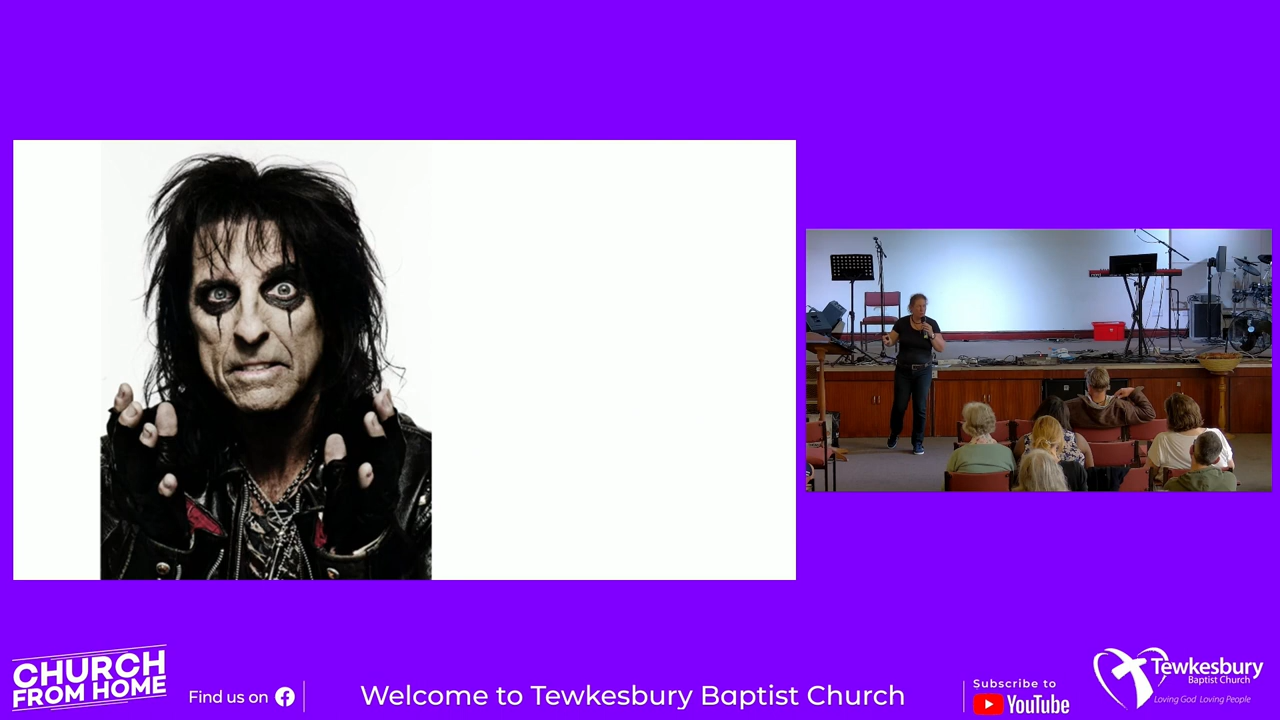 CHURCH
FROM HOME
Find us on
Welcome to Tewkesbury Baptist Church
Subscribe to
YouTube
Tewkesbury
Baptist Church
Loving God Loving People